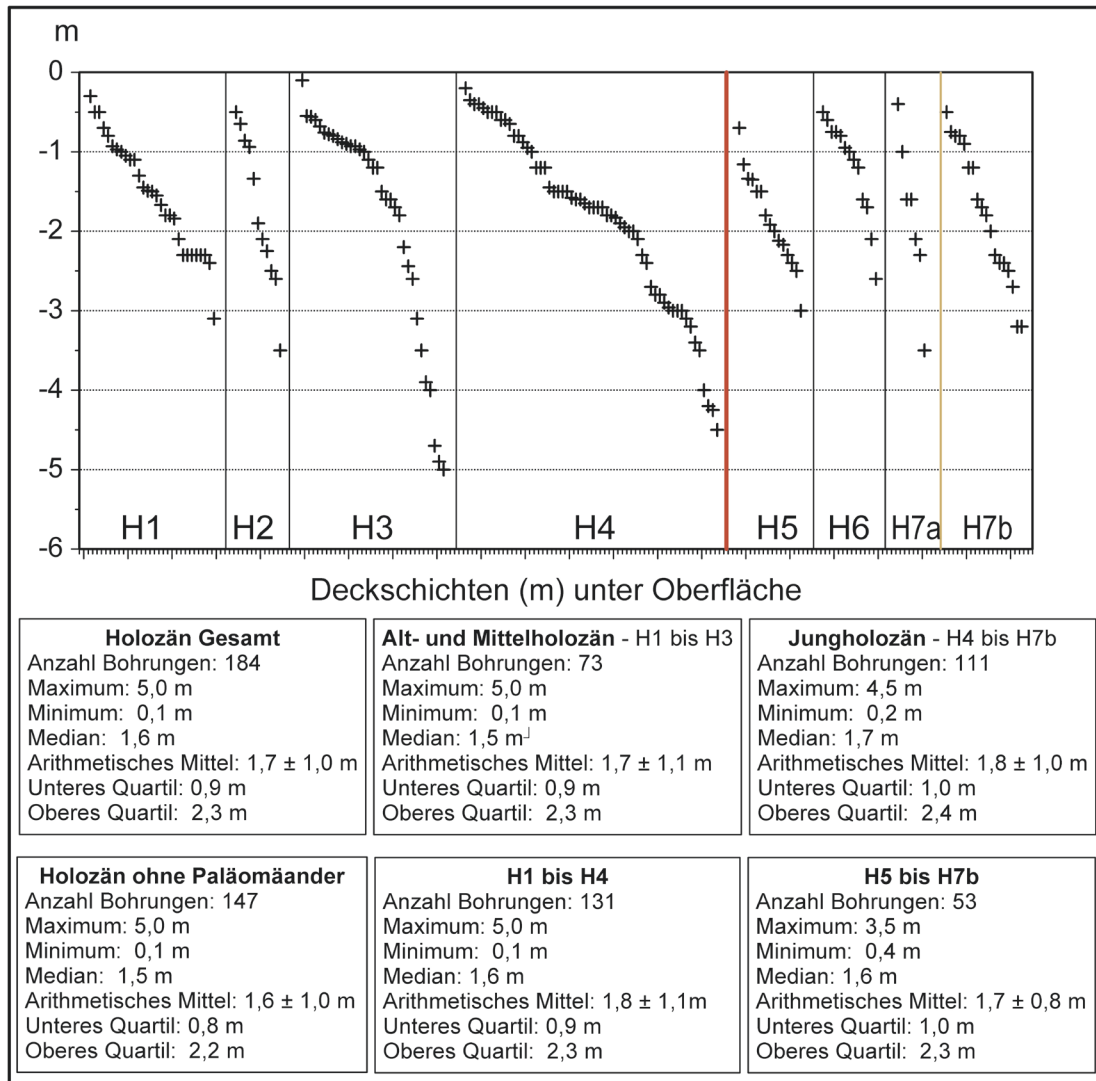 m
0
-1
-2
-3
-4
-5
-6
H1 H2 H3 H4 H5 H6 H7a H7b
Deckschichten (m) unter Oberfläche
Holozän Gesamt
Anzahl Bohrungen: 184
Maximum: 5,0 m
Minimum: 0,1 m
Median: 1,6 m
Arithmetisches Mittel: 1,7 ± 1,0 m
Unteres Quartil: 0,9 m
Oberes Quartil: 2,3 m
Alt- und Mittelholozän - H1 bis H3
Anzahl Bohrungen: 73
Maximum: 5,0 m
Minimum: 0,1 m
Median: 1,5 m┘
Arithmetisches Mittel: 1,7 ± 1,1 m
Unteres Quartil: 0,9 m
Oberes Quartil: 2,3 m
Jungholozän - H4 bis H7b
Anzahl Bohrungen: 111
Maximum: 4,5 m
Minimum: 0,2 m
Median: 1,7 m
Arithmetisches Mittel: 1,8 ± 1,0 m
Unteres Quartil: 1,0 m
Oberes Quartil: 2,4 m
Holozän ohne Paläomäander
Anzahl Bohrungen: 147
Maximum: 5,0 m
Minimum: 0,1 m
Median: 1,5 m
Arithmetisches Mittel: 1,6 ± 1,0 m
Unteres Quartil: 0,8 m
Oberes Quartil: 2,2 m
H1 bis H4
Anzahl Bohrungen: 131
Maximum: 5,0 m
Minimum: 0,1 m
Median: 1,6 m
Arithmetisches Mittel: 1,8 ± 1,1m
Unteres Quartil: 0,9 m
Oberes Quartil: 2,3 m
H5 bis H7b
Anzahl Bohrungen: 53
Maximum: 3,5 m
Minimum: 0,4 m
Median: 1,6 m
Arithmetisches Mittel: 1,7 ± 0,8 m
Unteres Quartil: 1,0 m
Oberes Quartil: 2,3 m